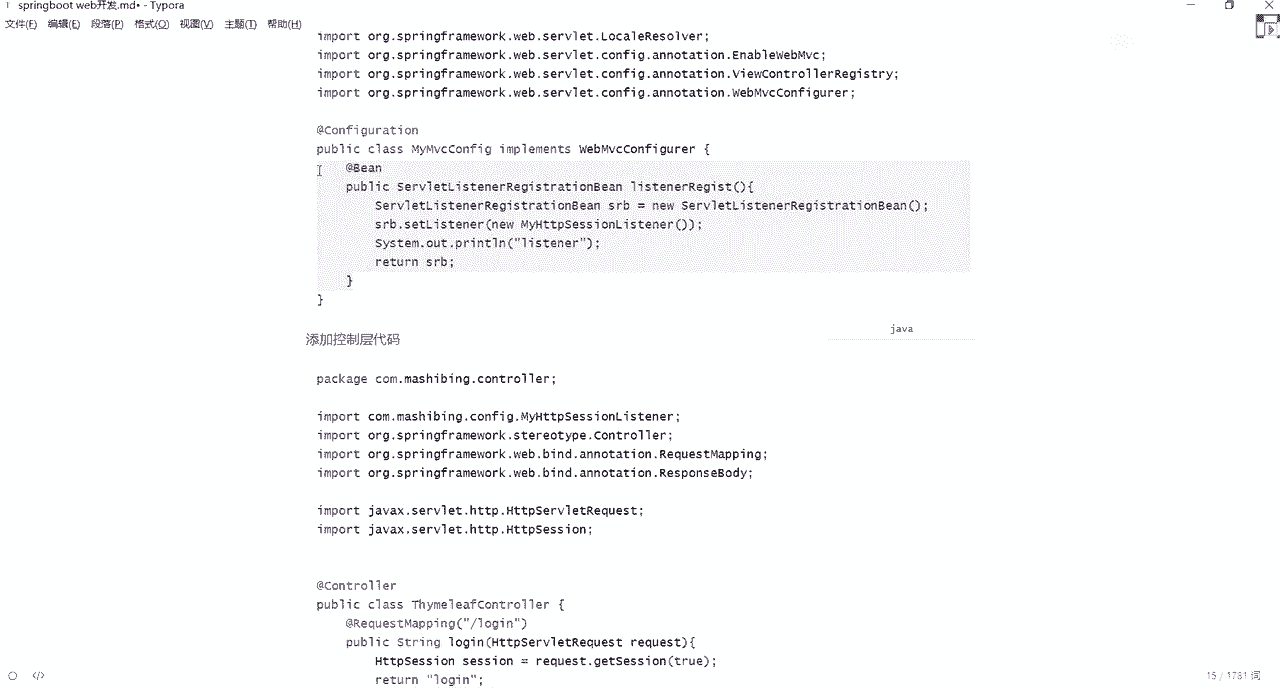 springboot web开发.md• - Typora
文件(F) 编辑(E) 段落(P) 格式(O) 视图(V) 主题(T) 帮助(H)
import org.springframework.web.servlet.LocaleResolver;
import org.springframework.web.servlet.config.annotation.EnableWebMvc;
import org.springframework.web.servlet.config.annotation.ViewControllerRegistry;
import org.springframework.web.servlet.config.annotation.WebMvcConfigurer;
@Configuration
public class MyMvcConfig implements WebMvcConfigurer {
@Bean
public ServletListenerRegistrationBean listenerRegist(){
ServletListenerRegistrationBean srb = new ServletListenerRegistrationBean();
srb.setListener(new MyHttpSessionListener());
System.out.println("listener");
return srb;
}
}
java
添加控制层代码
package com.mashibing.controller;
import com.mashibing.config.MyHttpSessionListener;
import org.springframework.stereotype.Controller;
import org.springframework.web.bind.annotation.RequestMapping;
import org.springframework.web.bind.annotation.ResponseBody;
import javax.servlet.http.HttpServletRequest;
import javax.servlet.http.HttpSession;
@Controller
public class ThymeleafController {
@RequestMapping("/login")
public String login(HttpServletRequest request){
HttpSession session = request.getSession(true);
return "login";
15 / 1781 词